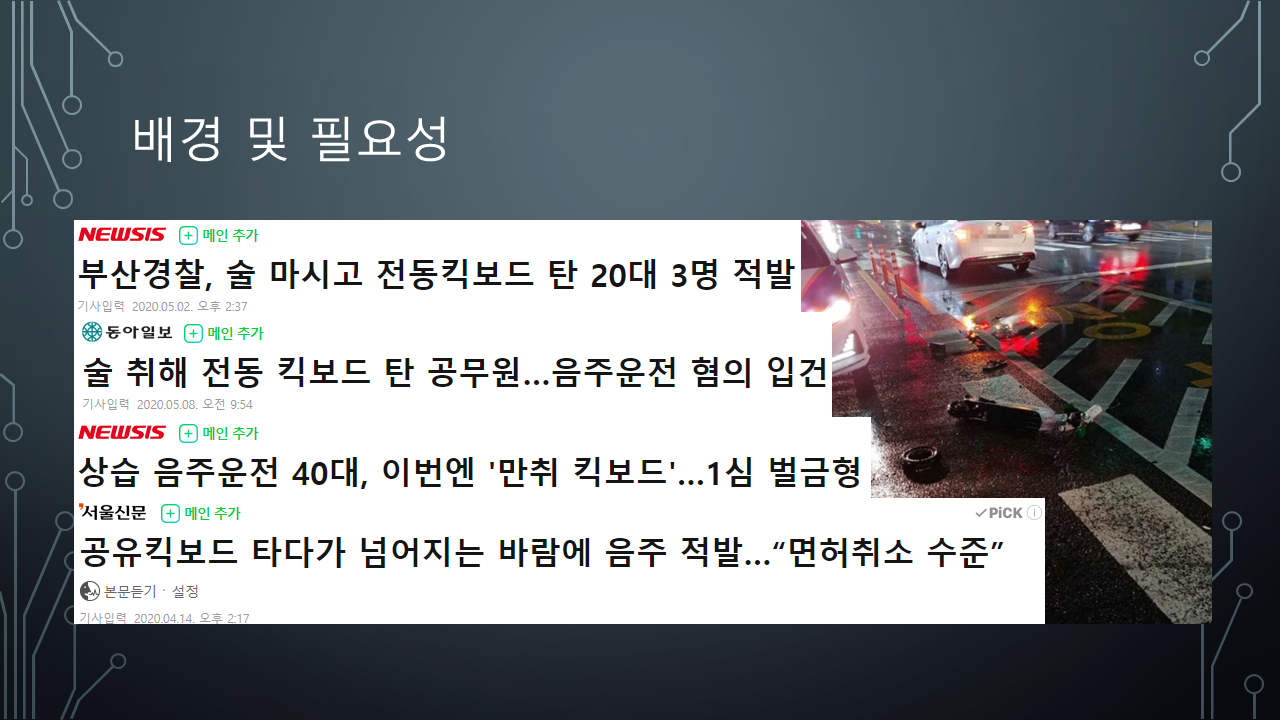 배경 및 필요성
NEWSIS 메인 추가
부산경찰, 술 마시고 전동킥보드 탄 20대 3명 적발
기사입력 2020.05.02. 오후 2:37
동아일보 메인 추가
술 취해 전동 킥보드 탄 공무원...음주운전 혐의 입건
기사입력 2020.05.08. 오전 9:54
NEWSIS 메인 추가
상습 음주운전 40대, 이번엔 '만취 킥보드'...1심 벌금형
서울신문 메인 추가 PiCK
공유킥보드 타다가 넘어지는 바람에 음주 적발...“면허취소 수준”
본문듣기 · 설정
기사입력 2020.04.14. 오후 2:17